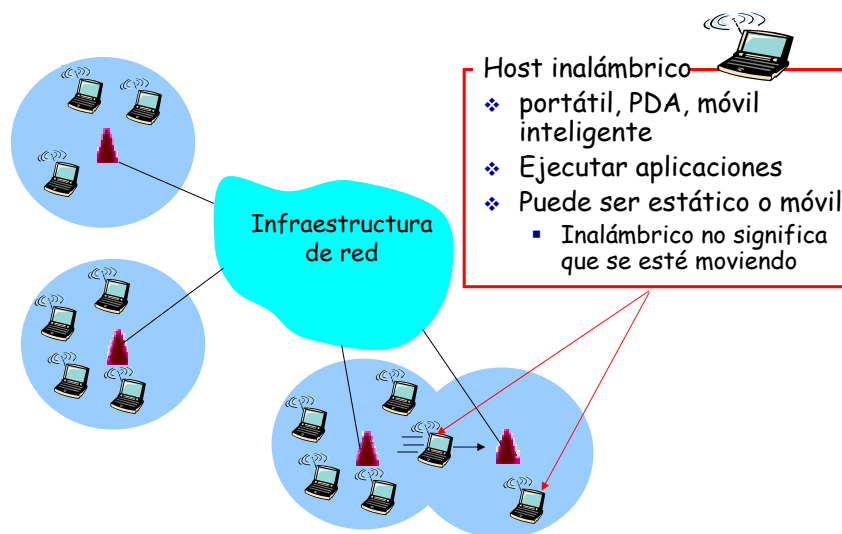 Host inalámbrico
portátil, PDA, móvil
inteligente
Ejecutar aplicaciones
Puede ser estático o móvil
Inalámbrico no significa
que se esté moviendo
Infraestructura
de red